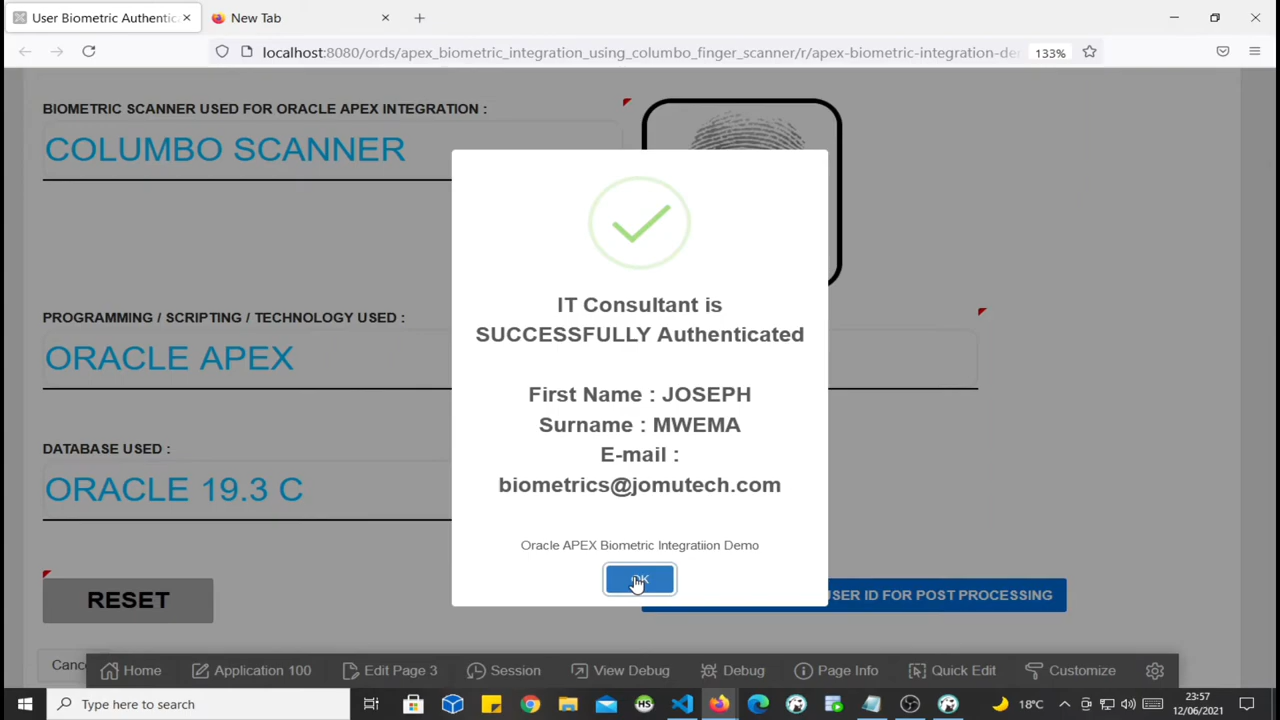 User Biometric Authentic
New Tab
localhost:8080/ords/apex_biometric_integration_using_columbo_finger_scanner/r/apex-biometric-integration-de
133%
BIOMETRIC SCANNER USED FOR ORACLE APEX INTEGRATION :
COLUMBO SCANNER
IT Consultant is
SUCCESSFULLY Authenticated
PROGRAMMING / SCRIPTING / TECHNOLOGY USED :
ORACLE APEX
First Name : JOSEPH
Surname : MWEMA
E-mail :
biometrics@jomutech.com
DATABASE USED :
ORACLE 19.3 C
Oracle APEX Biometric Integratiion Demo
OK
RESET
USER ID FOR POST PROCESSING
Canc
Home
Application 100
Edit Page 3
Session
View Debug
Debug
Page Info
Quick Edit
Customize
Type here to search
HS
18°C
23:57
12/06/2021